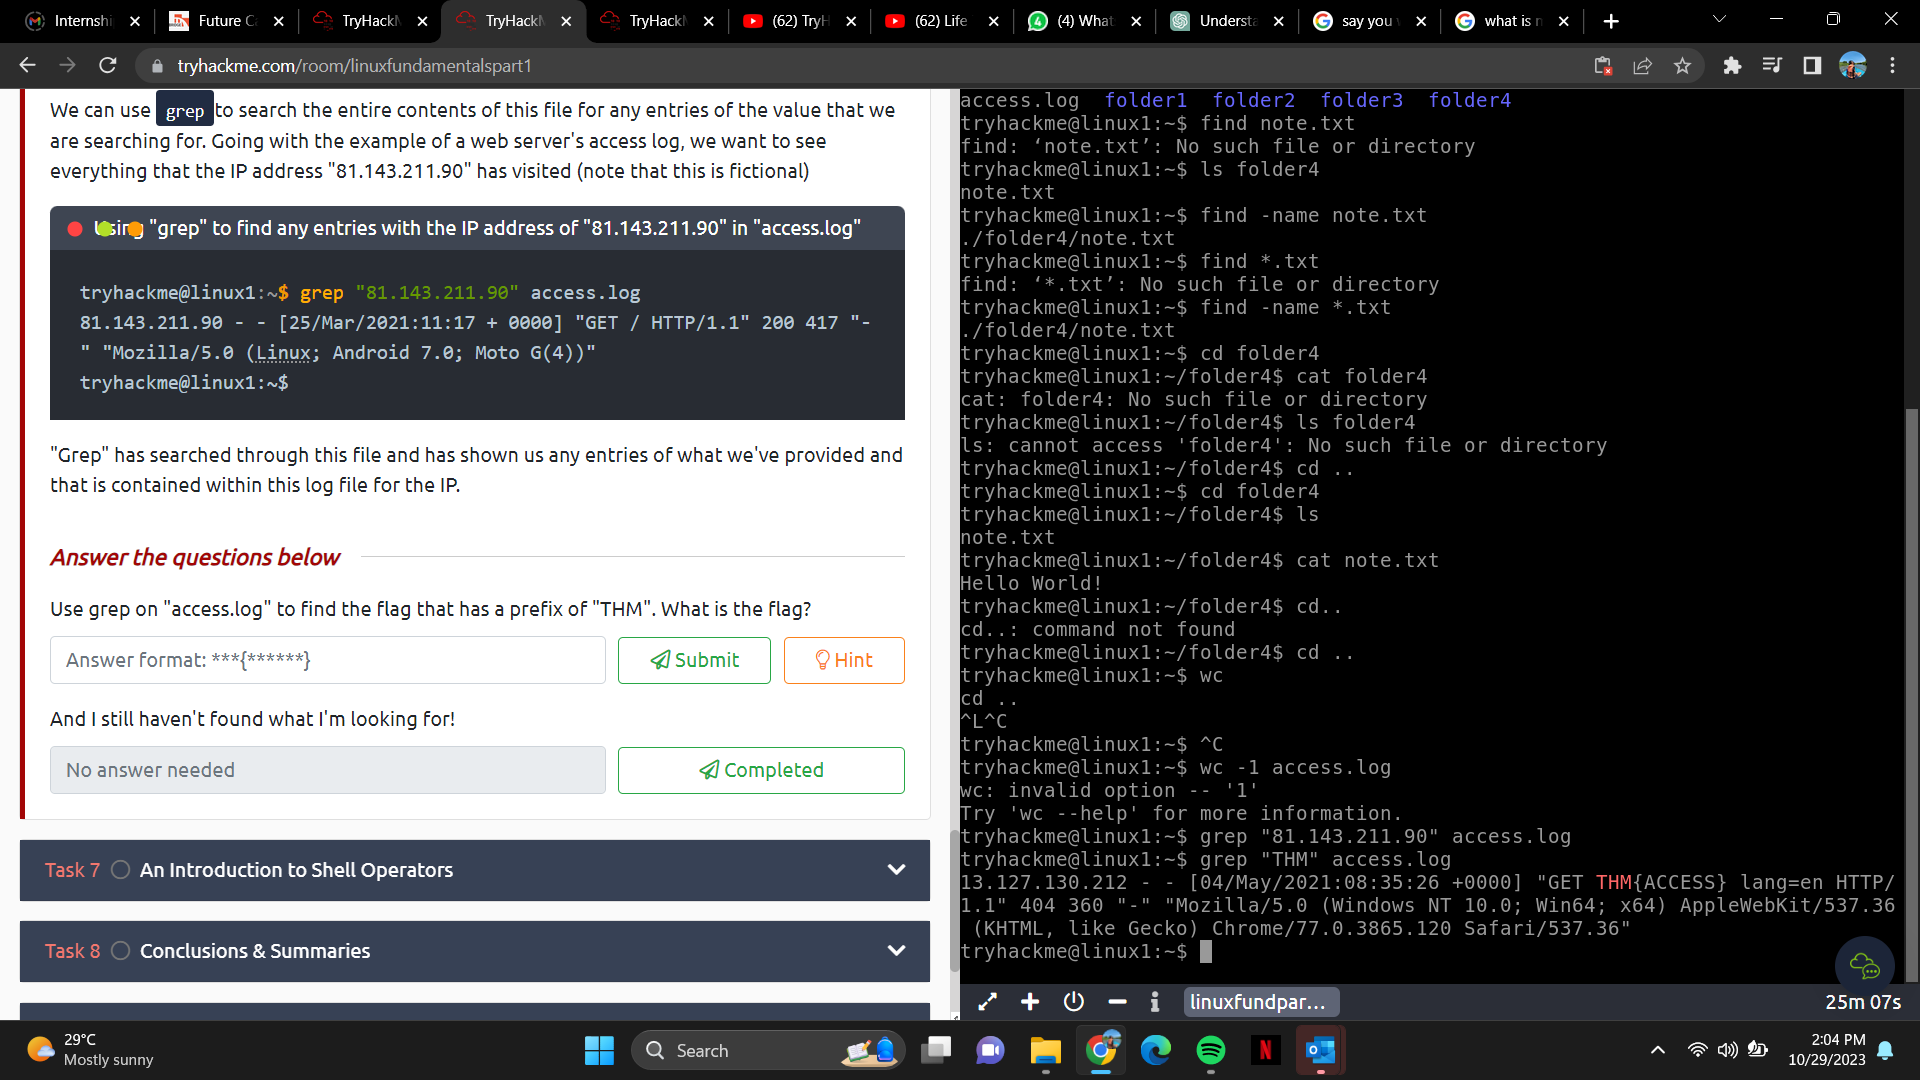 Internshi
Future Ca
TryHackM
TryHackM
TryHackM
(62) TryH
(62) Life
(4) What
Understa
say you w
what is n
tryhackme.com/room/linuxfundamentalspart1
We can use grep to search the entire contents of this file for any entries of the value that we
are searching for. Going with the example of a web server's access log, we want to see
everything that the IP address "81.143.211.90" has visited (note that this is fictional)
Using "grep" to find any entries with the IP address of "81.143.211.90" in "access.log"
tryhackme@linux1:~$ grep "81.143.211.90" access.log
81.143.211.90 - - [25/Mar/2021:11:17 + 0000] "GET / HTTP/1.1" 200 417 "-
" "Mozilla/5.0 (Linux; Android 7.0; Moto G(4))"
tryhackme@linux1:~$
"Grep" has searched through this file and has shown us any entries of what we've provided and
that is contained within this log file for the IP.
Answer the questions below
Use grep on "access.log" to find the flag that has a prefix of "THM". What is the flag?
Answer format: ***{******}
Submit
Hint
And I still haven't found what I'm looking for!
No answer needed
Completed
Task 7 An Introduction to Shell Operators
Task 8 Conclusions & Summaries
access.log folder1 folder2 folder3 folder4
tryhackme@linux1:~$ find note.txt
find: ‘note.txt’: No such file or directory
tryhackme@linux1:~$ ls folder4
note.txt
tryhackme@linux1:~$ find -name note.txt
./folder4/note.txt
tryhackme@linux1:~$ find *.txt
find: ‘*.txt’: No such file or directory
tryhackme@linux1:~$ find -name *.txt
./folder4/note.txt
tryhackme@linux1:~$ cd folder4
tryhackme@linux1:~/folder4$ cat folder4
cat: folder4: No such file or directory
tryhackme@linux1:~/folder4$ ls folder4
ls: cannot access 'folder4': No such file or directory
tryhackme@linux1:~/folder4$ cd ..
tryhackme@linux1:~$ cd folder4
tryhackme@linux1:~/folder4$ ls
note.txt
tryhackme@linux1:~/folder4$ cat note.txt
Hello World!
tryhackme@linux1:~/folder4$ cd..
cd..: command not found
tryhackme@linux1:~/folder4$ cd ..
tryhackme@linux1:~$ wc
cd ..
^L^C
tryhackme@linux1:~$ ^C
tryhackme@linux1:~$ wc -1 access.log
wc: invalid option -- '1'
Try 'wc --help' for more information.
tryhackme@linux1:~$ grep "81.143.211.90" access.log
tryhackme@linux1:~$ grep "THM" access.log
13.127.130.212 - - [04/May/2021:08:35:26 +0000] "GET THM{ACCESS} lang=en HTTP/
1.1" 404 360 "-" "Mozilla/5.0 (Windows NT 10.0; Win64; x64) AppleWebKit/537.36
(KHTML, like Gecko) Chrome/77.0.3865.120 Safari/537.36"
tryhackme@linux1:~$
linuxfundpar...
25m 07s
29°C
Mostly sunny
Search
2:04 PM
10/29/2023